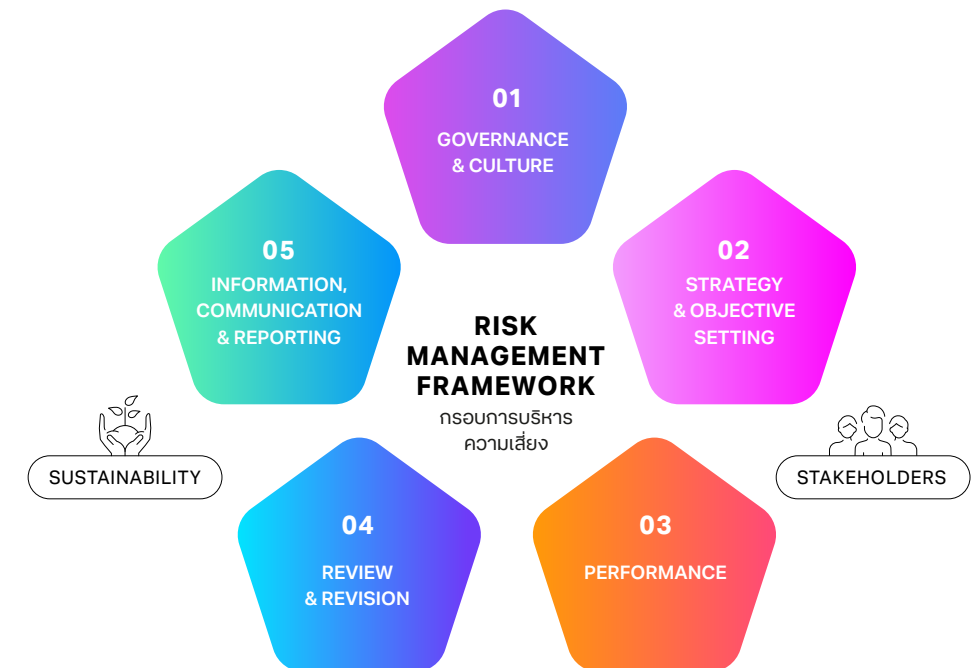 01
GOVERNANCE
& CULTURE
02
STRATEGY
& OBJECTIVE
SETTING
03
PERFORMANCE
04
REVIEW
& REVISION
05
INFORMATION,
COMMUNICATION
& REPORTING
RISK
MANAGEMENT
FRAMEWORK
กรอบการบริหาร
ความเสี่ยง
SUSTAINABILITY
STAKEHOLDERS